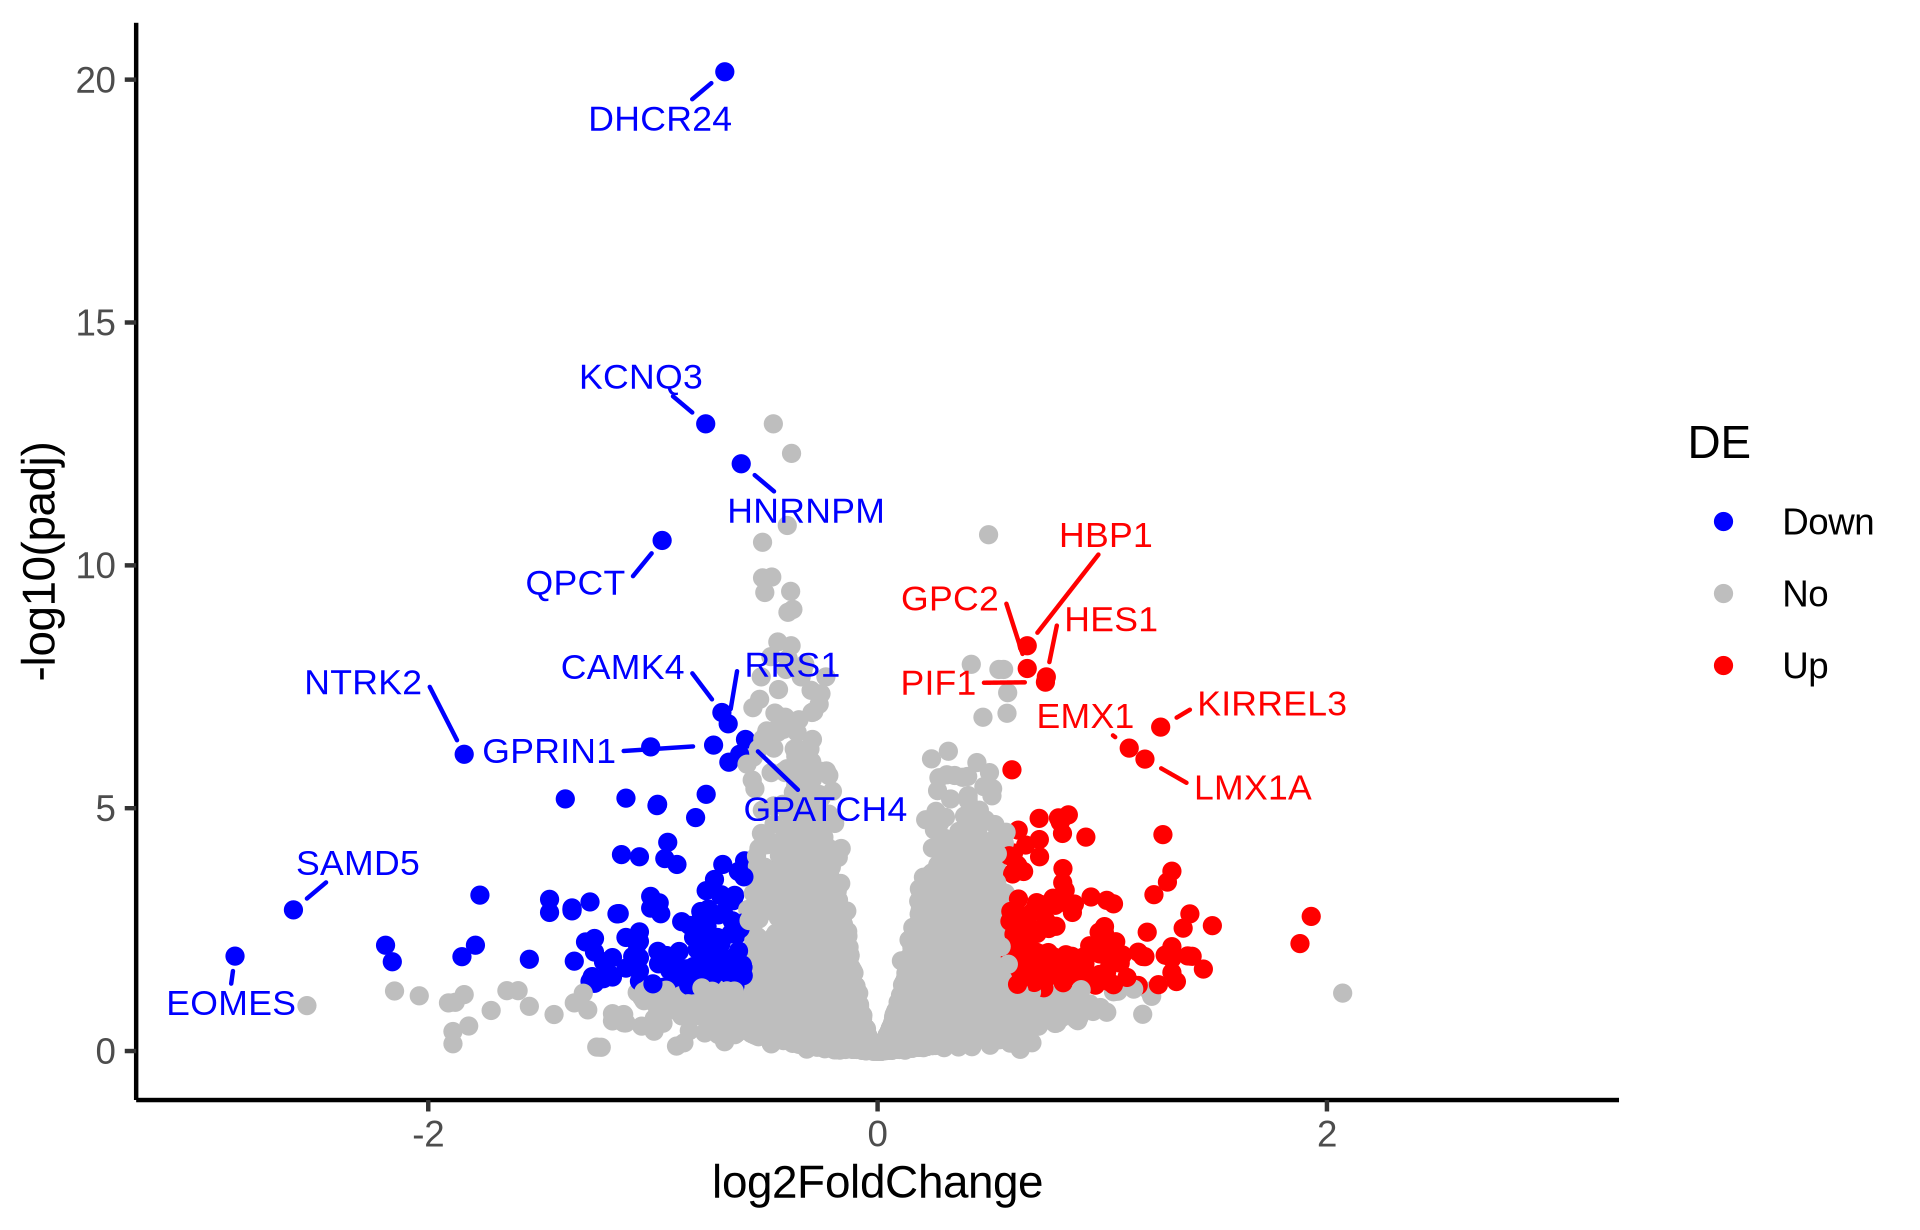 20
DHCR24
15
KCNQ3
HNRNPM
HBP1
10
QPCT
GPC2
HES1
CAMK4
RRS1
NTRK2
PIF1
KIRREL3
EMX1
GPRIN1
LMX1A
5
GPATCH4
SAMD5
EOMES
0
-2
0
2
log2FoldChange
-log10(padj)
DE
Down
No
Up